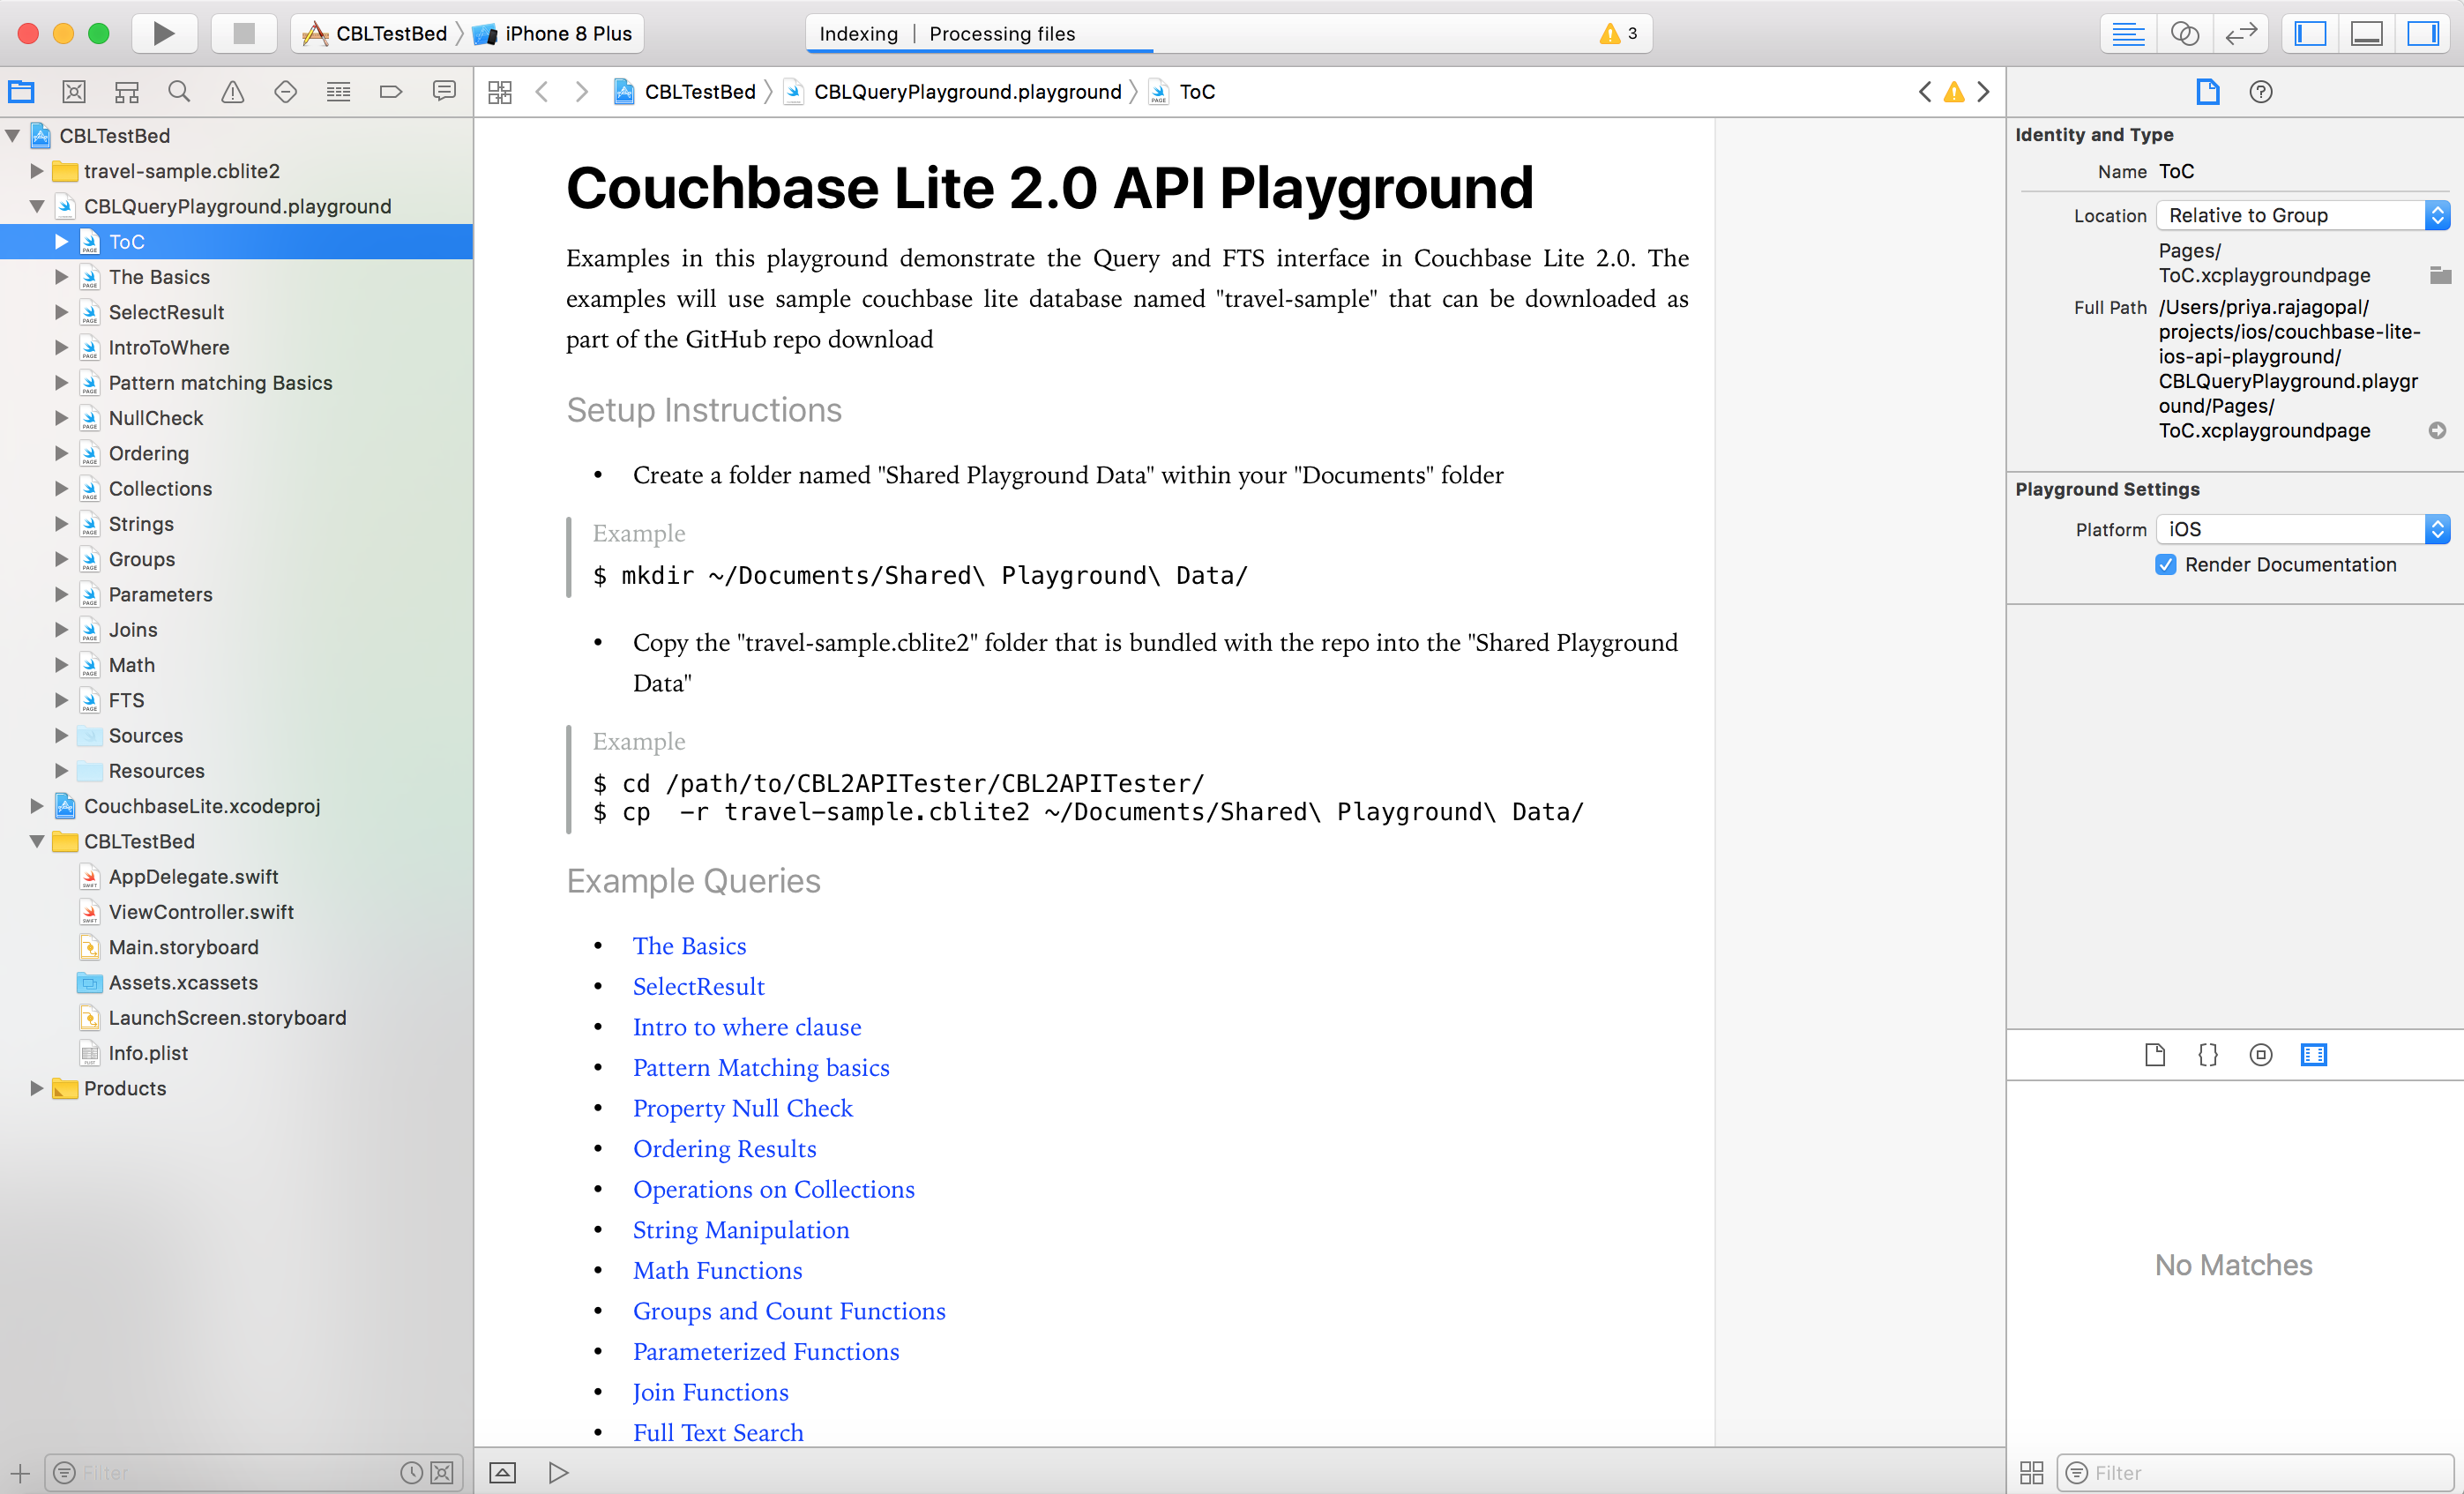 CBLTestBed 〉 iPhone 8 Plus
Indexing | Processing files
3
CBLTestBed 〉 CBLQueryPlayground.playground 〉 ToC
CBLTestBed
travel-sample.cblite2
CBLQueryPlayground.playground
ToC
The Basics
SelectResult
IntroToWhere
Pattern matching Basics
NullCheck
Ordering
Collections
Strings
Groups
Parameters
Joins
Math
FTS
Sources
Resources
CouchbaseLite.xcodeproj
CBLTestBed
AppDelegate.swift
ViewController.swift
Main.storyboard
Assets.xcassets
LaunchScreen.storyboard
Info.plist
Products
Filter
Couchbase Lite 2.0 API Playground
Examples in this playground demonstrate the Query and FTS interface in Couchbase Lite 2.0. The
examples will use sample couchbase lite database named "travel-sample" that can be downloaded as
part of the GitHub repo download
Setup Instructions
• Create a folder named "Shared Playground Data" within your "Documents" folder
Example
$ mkdir ~/Documents/Shared\ Playground\ Data/
• Copy the "travel-sample.cblite2" folder that is bundled with the repo into the "Shared Playground
Data"
Example
$ cd /path/to/CBL2APITester/CBL2APITester/
$ cp  -r travel-sample.cblite2 ~/Documents/Shared\ Playground\ Data/
Example Queries
• The Basics
• SelectResult
• Intro to where clause
• Pattern Matching basics
• Property Null Check
• Ordering Results
• Operations on Collections
• String Manipulation
• Math Functions
• Groups and Count Functions
• Parameterized Functions
• Join Functions
• Full Text Search
Identity and Type
Name ToC
Location Relative to Group
Pages/
ToC.xcplaygroundpage
Full Path /Users/priya.rajagopal/
projects/ios/couchbase-lite-
ios-api-playground/
CBLQueryPlayground.playgr
ound/Pages/
ToC.xcplaygroundpage
Playground Settings
Platform iOS
Render Documentation
No Matches
Filter